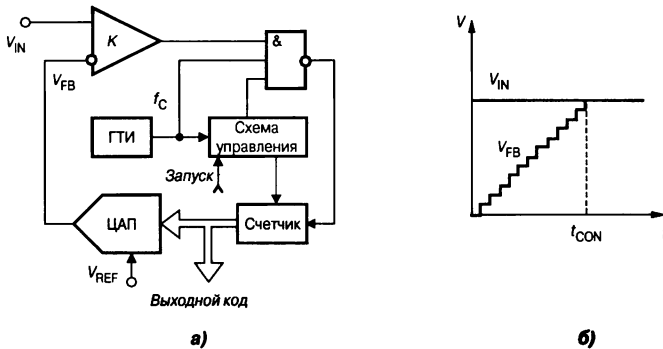 V_IN
K
&
V_FB
f_C
ГТИ
Схема
управления
Запуск
ЦАП
Счетчик
V_REF
Выходной код
а)
V
V_IN
V_FB
t_CON
б)